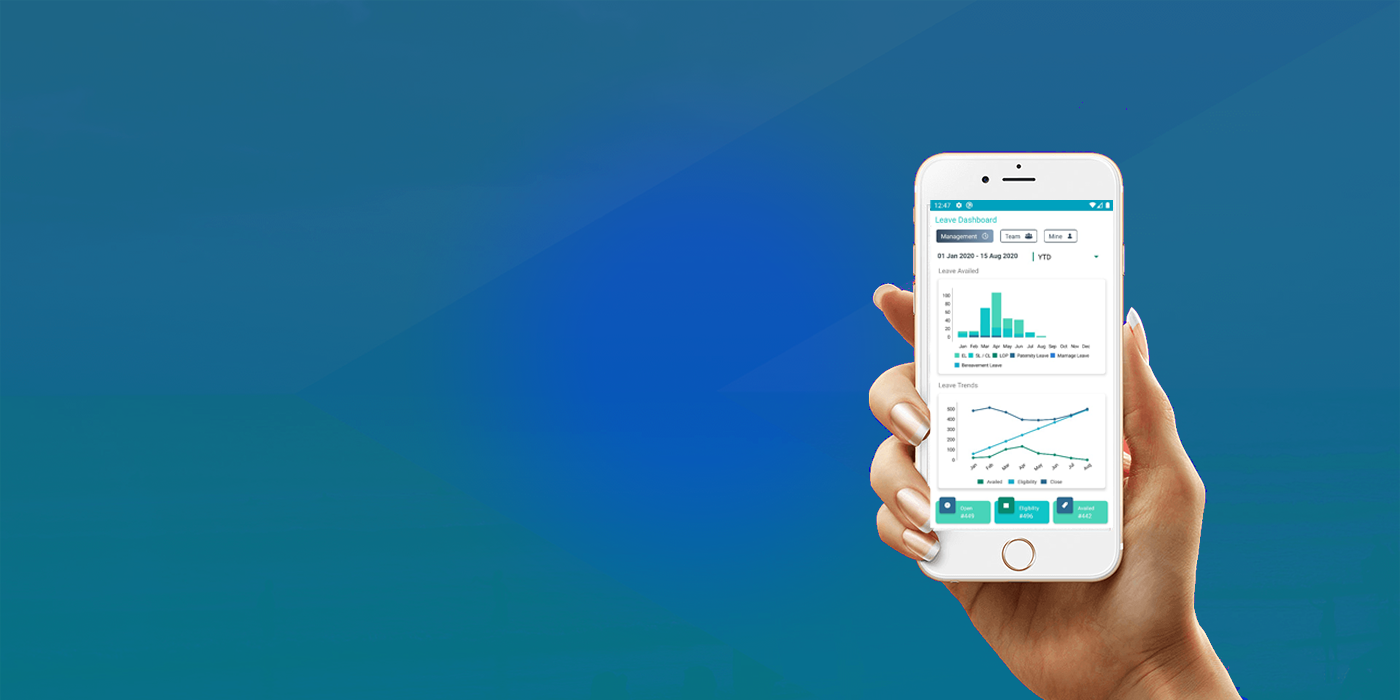 12:47
Leave Dashboard
Management Team Mine
01 Jan 2020 - 15 Aug 2020 YTD
Leave Availed
100
80
60
40
20
0
Jan Feb Mar Apr May Jun Jul Aug Sep Oct Nov Dec
EL SL / CL LOP Paternity Leave Marriage Leave
Bereavement Leave
Leave Trends
500
400
300
200
100
0
Jan Feb Mar Apr May Jun Jul Aug
Availed Eligibility Close
Open Eligibility Availed
#449 #496 #442